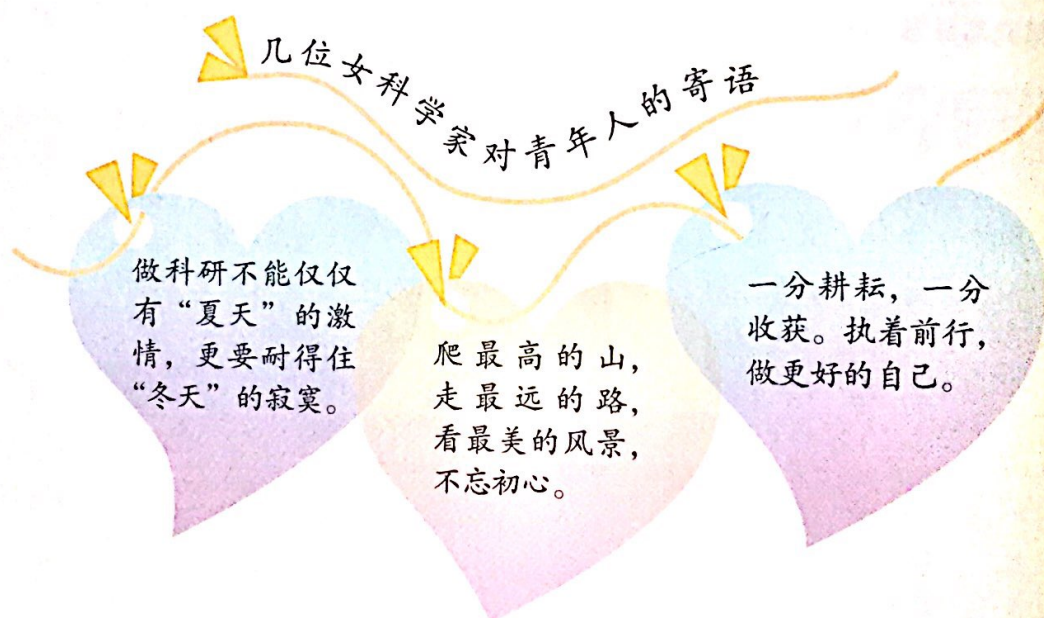 几位女科学家对青年人的寄语
做科研不能仅仅
有“夏天”的激
情，更要耐得住
“冬天”的寂寞。
爬最高的山，
走最远的路，
看最美的风景，
不忘初心。
一分耕耘，一分
收获。执着前行，
做更好的自己。